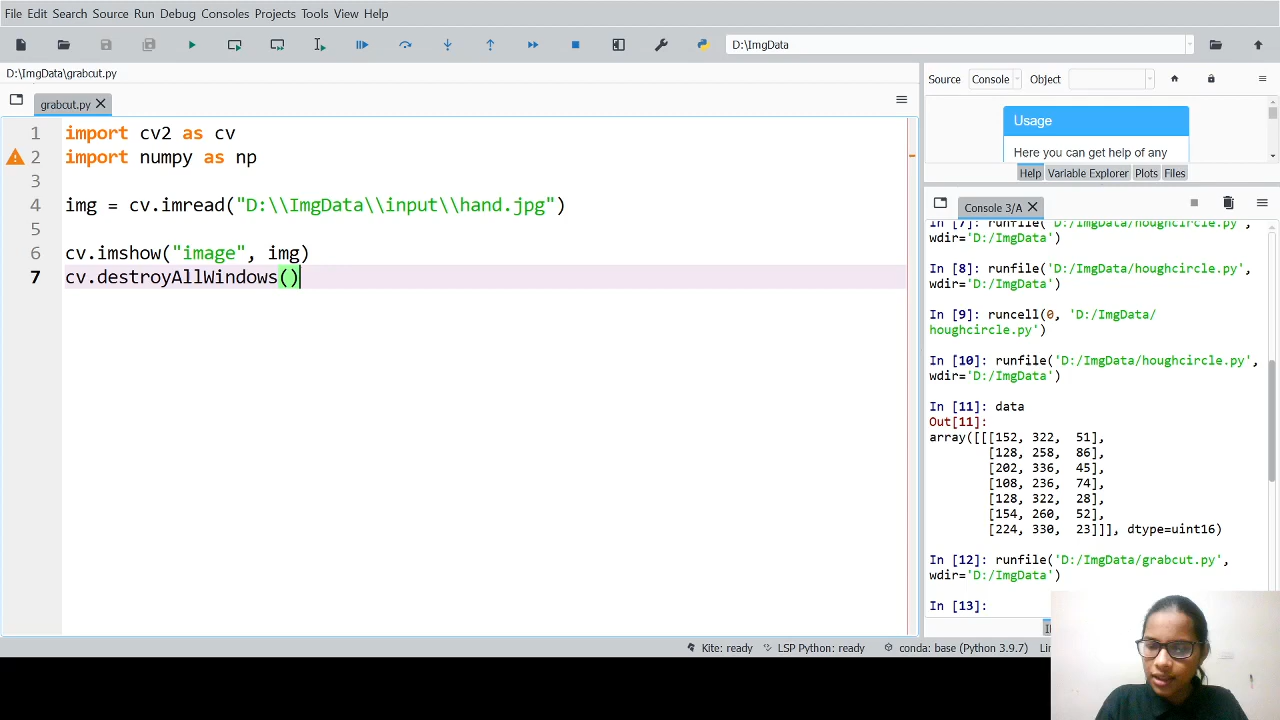 File Edit Search Source Run Debug Consoles Projects Tools View Help
D:\ImgData
D:\ImgData\grabcut.py
grabcut.py
1 import cv2 as cv
2 import numpy as np
3
4 img = cv.imread("D:\\ImgData\\input\\hand.jpg")
5
6 cv.imshow("image", img)
7 cv.destroyAllWindows()
Source Console Object
Usage
Here you can get help of any
Help Variable Explorer Plots Files
Console 3/A
In [7]: runfile('D:/ImgData/houghcircle.py',
wdir='D:/ImgData')
In [8]: runfile('D:/ImgData/houghcircle.py',
wdir='D:/ImgData')
In [9]: runcell(0, 'D:/ImgData/
houghcircle.py')
In [10]: runfile('D:/ImgData/houghcircle.py',
wdir='D:/ImgData')
In [11]: data
Out[11]:
array([[[152, 322, 51],
[128, 258, 86],
[202, 336, 45],
[108, 236, 74],
[128, 322, 28],
[154, 260, 52],
[224, 330, 23]]], dtype=uint16)
In [12]: runfile('D:/ImgData/grabcut.py',
wdir='D:/ImgData')
In [13]:
Kite: ready LSP Python: ready conda: base (Python 3.9.7)